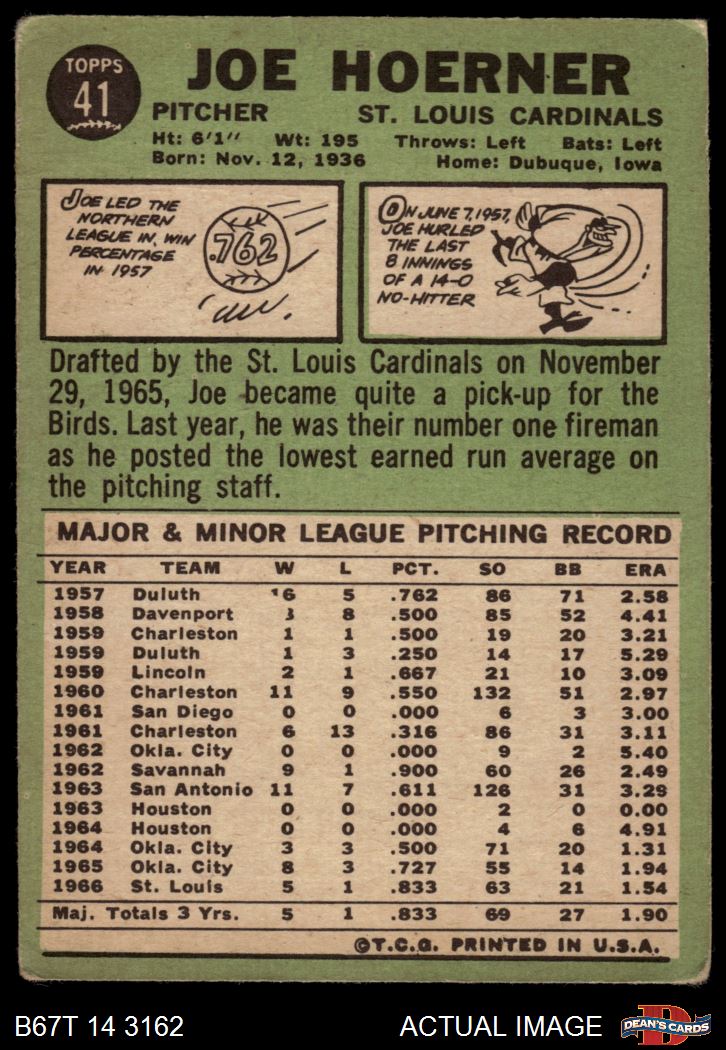 TOPPS
41
JOE HOERNER
PITCHER ST. LOUIS CARDINALS
Ht: 6'1" Wt: 195 Throws: Left Bats: Left
Born: Nov. 12, 1936 Home: Dubuque, Iowa
JOE LED THE
NORTHERN
LEAGUE IN WIN
PERCENTAGE
IN 1957
.762
ON JUNE 7, 1957,
JOE HURLED
THE LAST
8 INNINGS
OF A 14-0
NO-HITTER
Drafted by the St. Louis Cardinals on November
29, 1965, Joe became quite a pick-up for the
Birds. Last year, he was their number one fireman
as he posted the lowest earned run average on
the pitching staff.
MAJOR & MINOR LEAGUE PITCHING RECORD
YEAR TEAM W L PCT. SO BB ERA
1957 Duluth 16 5 .762 86 71 2.58
1958 Davenport 8 .500 85 52 4.41
1959 Charleston 1 1 .500 19 20 3.21
1959 Duluth 1 3 .250 14 17 5.29
1959 Lincoln 2 1 .667 21 10 3.09
1960 Charleston 11 9 .550 132 51 2.97
1961 San Diego 0 0 .000 6 3 3.00
1961 Charleston 6 13 .316 86 31 3.11
1962 Okla. City 0 0 .000 9 2 5.40
1962 Savannah 9 1 .900 60 26 2.49
1963 San Antonio 11 7 .611 126 31 3.29
1963 Houston 0 0 .000 2 0 0.00
1964 Houston 0 0 .000 4 6 4.91
1964 Okla. City 3 3 .500 71 20 1.31
1965 Okla. City 8 3 .727 55 14 1.94
1966 St. Louis 5 1 .833 63 21 1.54
Maj. Totals 3 Yrs. 5 1 .833 69 27 1.90
©T.C.G. PRINTED IN U.S.A.
B67T 14 3162 ACTUAL IMAGE DEAN'S CARDS